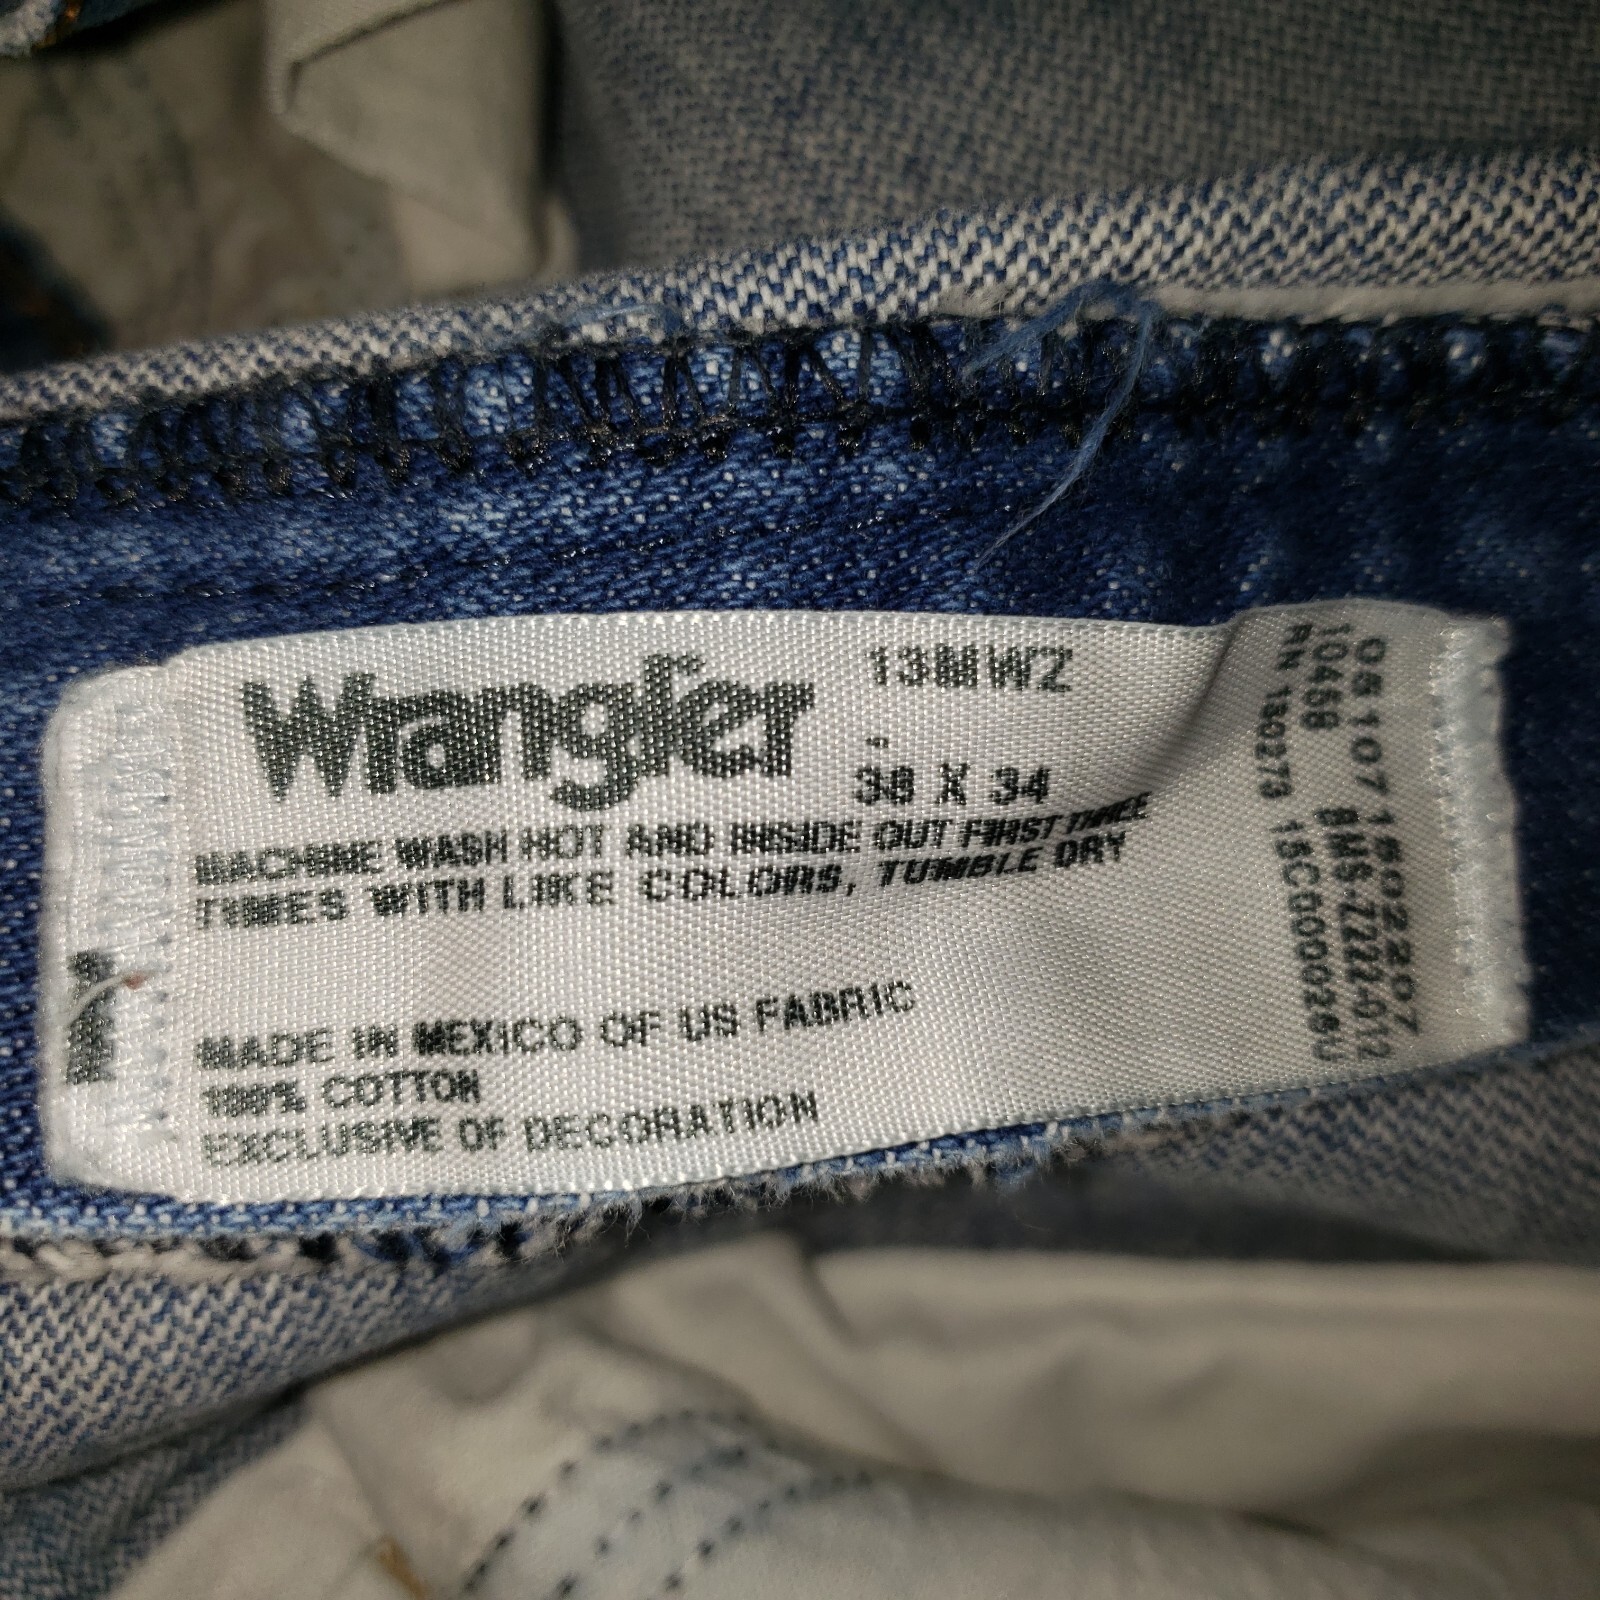 Wrangler
13MWZ
38 X 34
MACHINE WASH HOT AND INSIDE OUT FIRST THREE
TIMES WITH LIKE COLORS, TUMBLE DRY
MADE IN MEXICO OF US FABRIC
100% COTTON
EXCLUSIVE OF DECORATION
10468
RN 130273